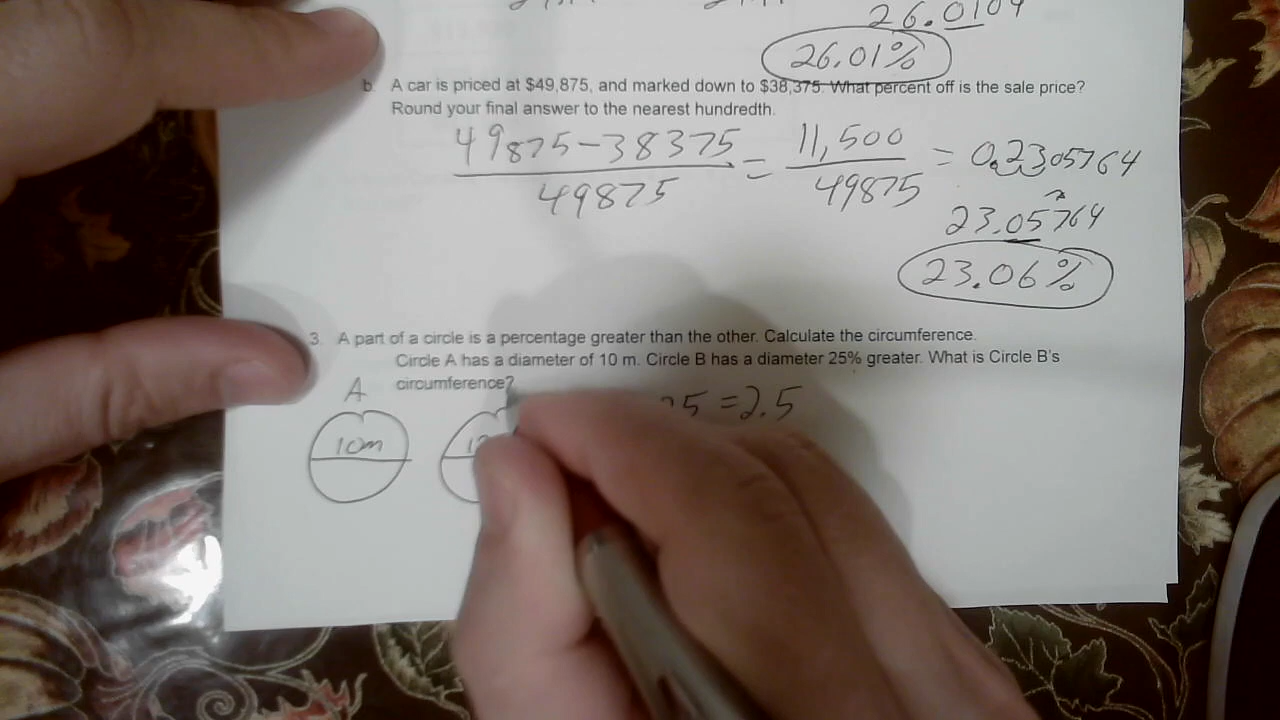 26.0104
26.01%
b. A car is priced at $49,875, and marked down to $38,375. What percent off is the sale price?
Round your final answer to the nearest hundredth.
49875-38375 / 49875 = 11,500 / 49875 = 0.2305764
23.05764
23.06%
3. A part of a circle is a percentage greater than the other. Calculate the circumference.
Circle A has a diameter of 10 m. Circle B has a diameter 25% greater. What is Circle B's
circumference?
A
25 = 2.5
10m